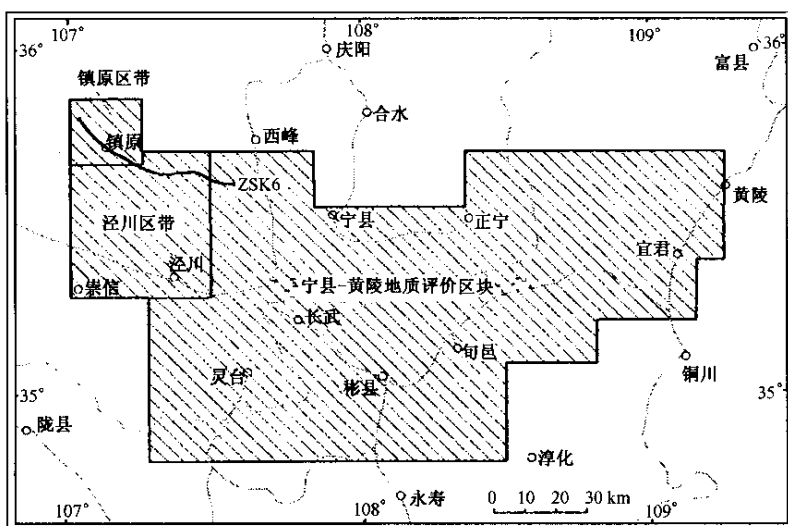 107°
108°
109°
36°
36°
庆阳
富县
镇原区带
合水
镇原
西峰
ZSK6
黄陵
泾川区带
宁县
正宁
宜君
泾川
崇信
宁县-黄陵地质评价区块
长武
旬邑
灵台
彬县
铜川
35°
35°
陇县
淳化
永寿
0 10 20 30 km
107°
108°
109°